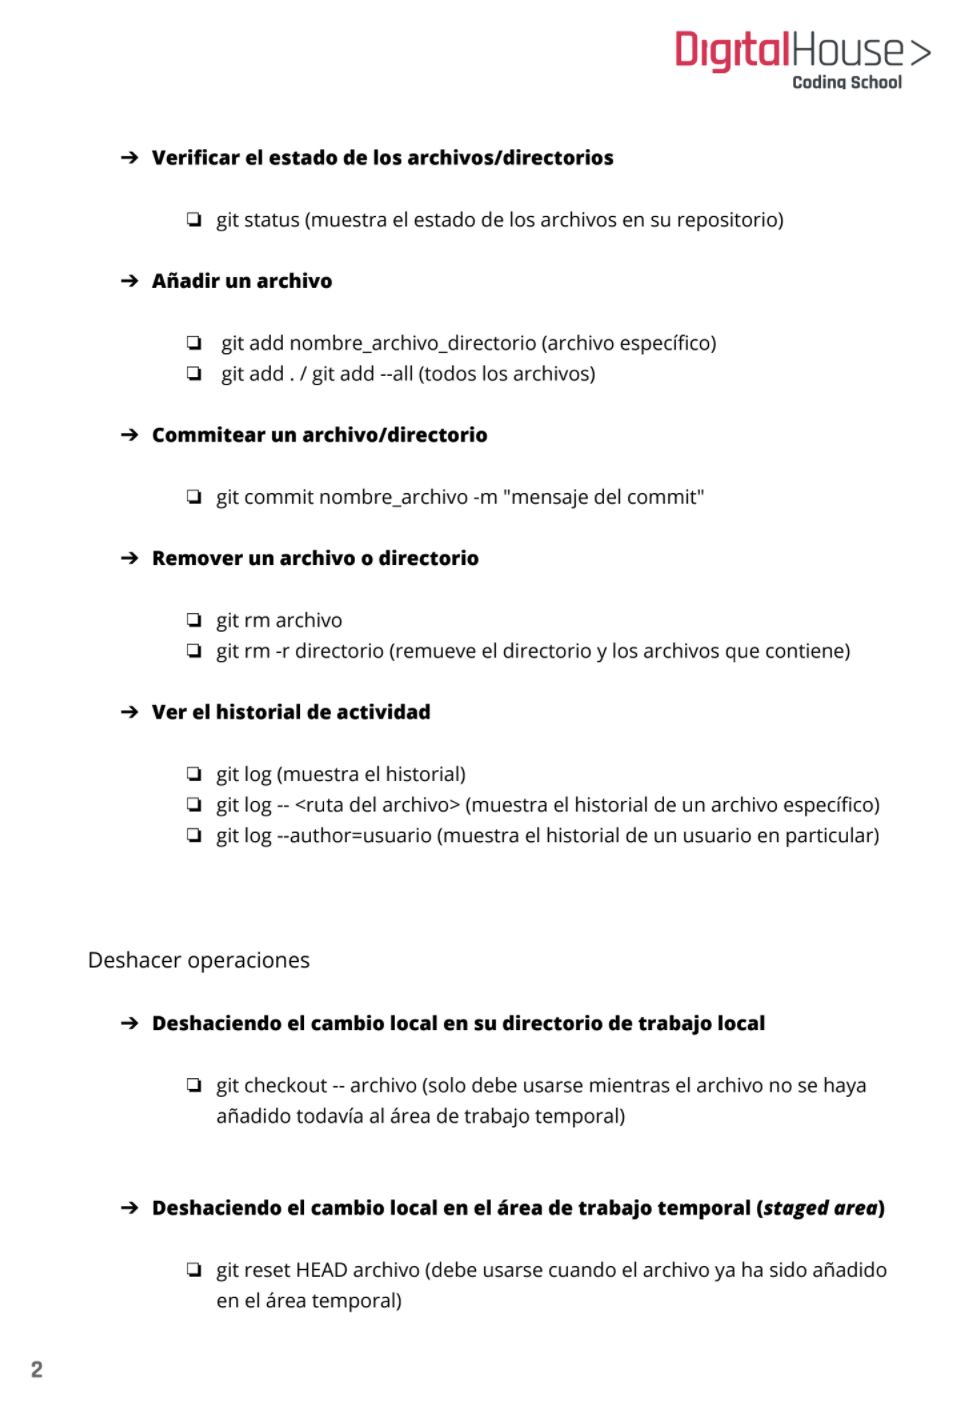 DigitalHouse>
Coding School
➔ Verificar el estado de los archivos/directorios
❏ git status (muestra el estado de los archivos en su repositorio)
➔ Añadir un archivo
❏ git add nombre_archivo_directorio (archivo específico)
❏ git add . / git add --all (todos los archivos)
➔ Commitear un archivo/directorio
❏ git commit nombre_archivo -m "mensaje del commit"
➔ Remover un archivo o directorio
❏ git rm archivo
❏ git rm -r directorio (remueve el directorio y los archivos que contiene)
➔ Ver el historial de actividad
❏ git log (muestra el historial)
❏ git log -- <ruta del archivo> (muestra el historial de un archivo específico)
❏ git log --author=usuario (muestra el historial de un usuario en particular)
Deshacer operaciones
➔ Deshaciendo el cambio local en su directorio de trabajo local
❏ git checkout -- archivo (solo debe usarse mientras el archivo no se haya
añadido todavía al área de trabajo temporal)
➔ Deshaciendo el cambio local en el área de trabajo temporal (staged area)
❏ git reset HEAD archivo (debe usarse cuando el archivo ya ha sido añadido
en el área temporal)
2